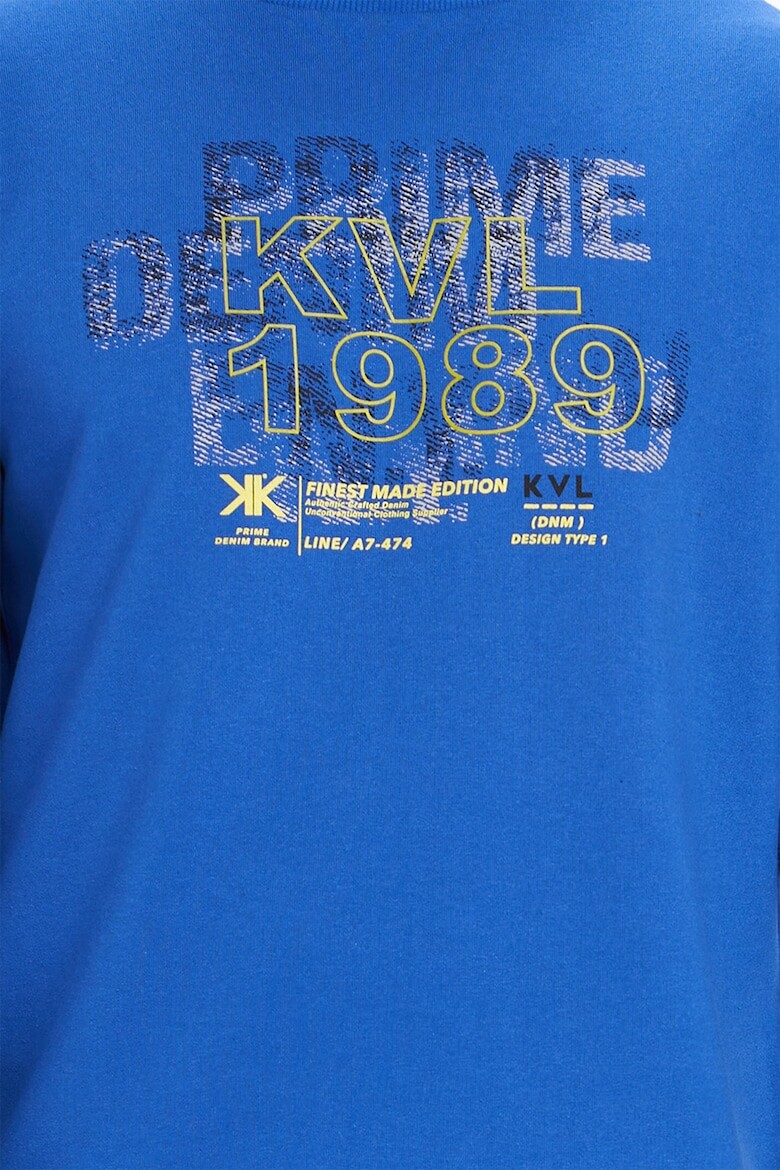 PRIME
DENIM
KVL
1989
FINEST MADE EDITION
Authentic Crafted Denim
Unconventional Clothing Supplier
LINE/ A7-474
PRIME
DENIM BRAND
KVL
(DNM )
DESIGN TYPE 1